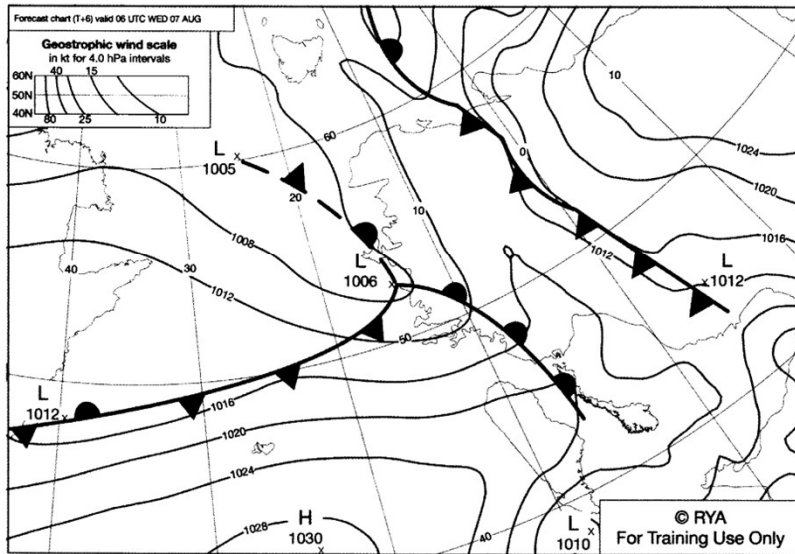 Forecast chart (T+6) valid 06 UTC WED 07 AUG
Geostrophic wind scale
in kt for 4.0 hPa intervals
40 15
60N
50N
40N
80 25 10
10
60
L
1005
0
1024
20
1020
10
1008
1016
1012
40
30
L
1006
L
1012
1012
50
L
1012
1016
1020
1024
1028
H
1030
40
L
1010
© RYA
For Training Use Only